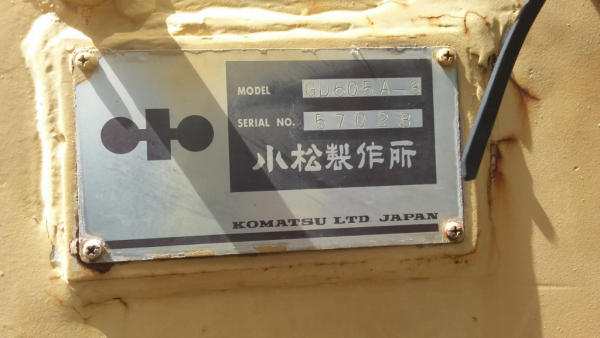 MODEL GD605A-3
SERIAL NO. 57023
小松製作所
KOMATSU LTD. JAPAN